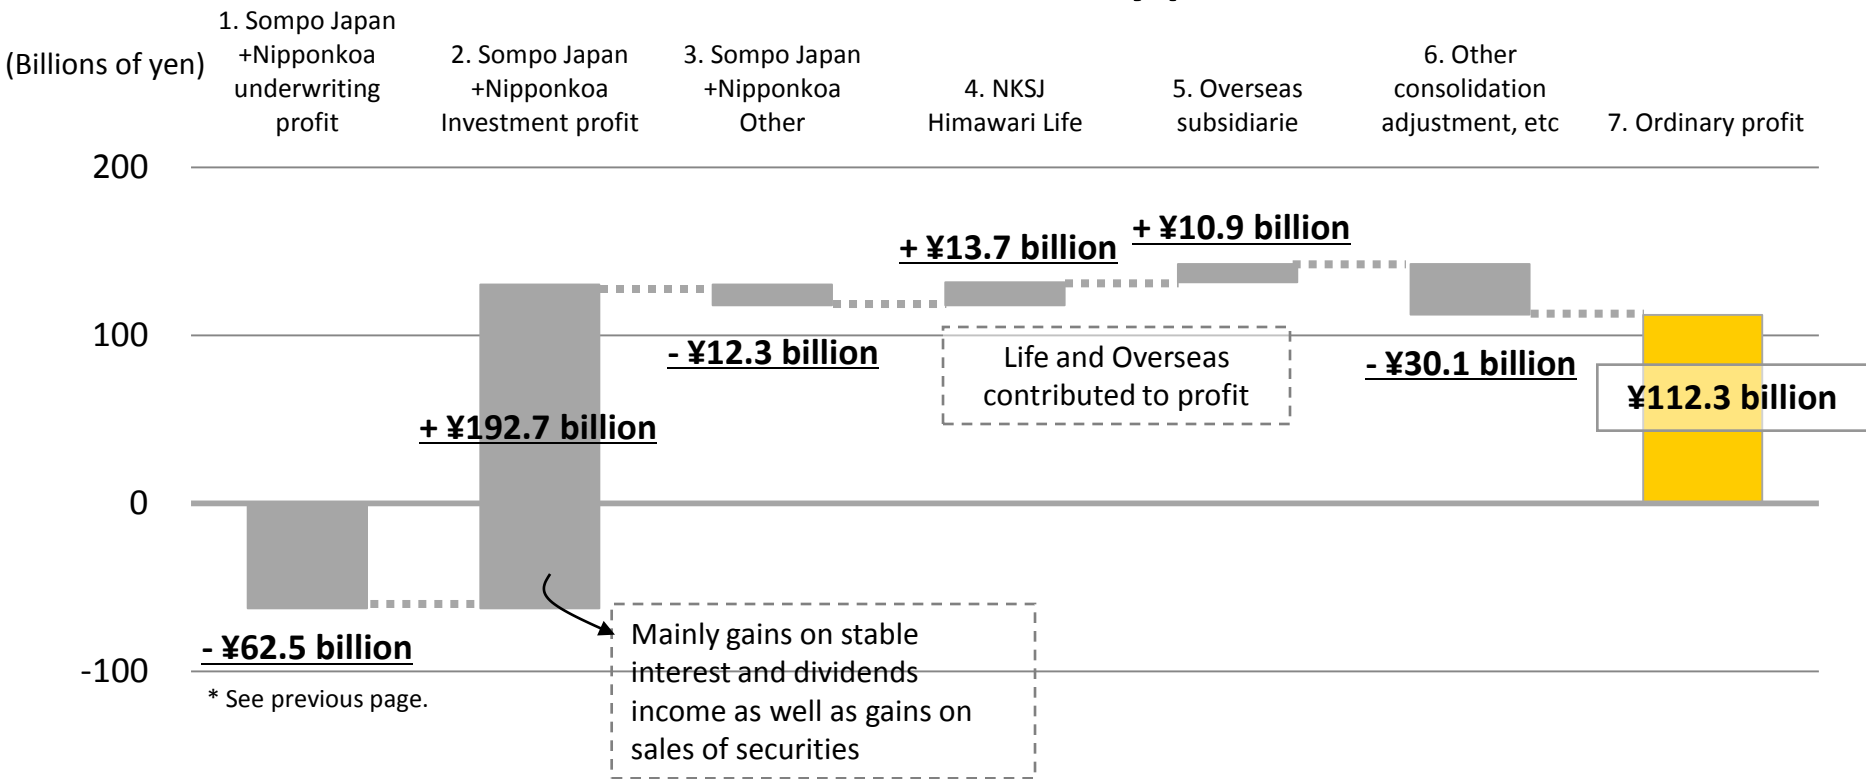 (Billions of yen)
1. Sompo Japan
+Nipponkoa
underwriting
profit
2. Sompo Japan
+Nipponkoa
Investment profit
3. Sompo Japan
+Nipponkoa
Other
4. NKSJ
Himawari Life
5. Overseas
subsidiarie
6. Other
consolidation
adjustment, etc
7. Ordinary profit
200
100
0
-100
- ¥62.5 billion
* See previous page.
+ ¥192.7 billion
- ¥12.3 billion
+ ¥13.7 billion
+ ¥10.9 billion
- ¥30.1 billion
¥112.3 billion
Life and Overseas
contributed to profit
Mainly gains on stable
interest and dividends
income as well as gains on
sales of securities